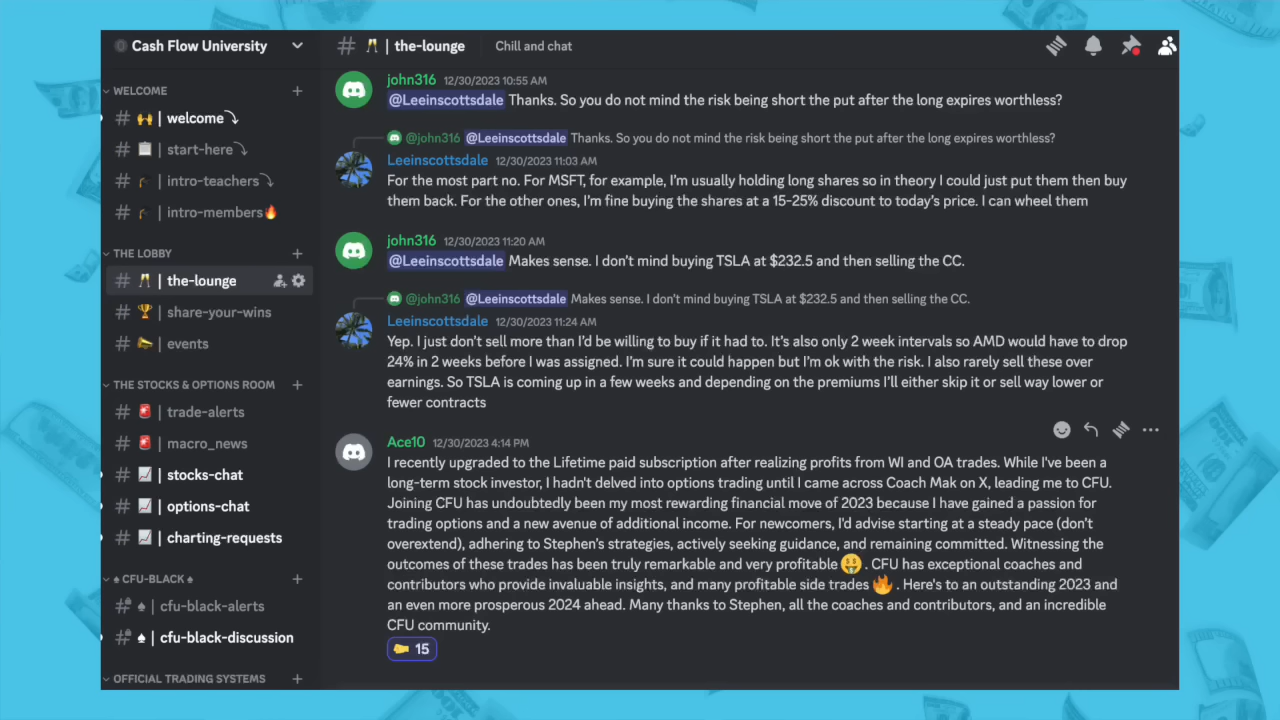 Cash Flow University
WELCOME
# | welcome
# | start-here
# | intro-teachers
# | intro-members
THE LOBBY
# | the-lounge
# | share-your-wins
# | events
THE STOCKS & OPTIONS ROOM
# | trade-alerts
# | macro_news
# | stocks-chat
# | options-chat
# | charting-requests
♠ CFU-BLACK ♠
# ♠ | cfu-black-alerts
# ♠ | cfu-black-discussion
OFFICIAL TRADING SYSTEMS
# 🥂 | the-lounge Chill and chat
john316 12/30/2023 10:55 AM
@Leeinscottsdale Thanks. So you do not mind the risk being short the put after the long expires worthless?
@john316 @Leeinscottsdale Thanks. So you do not mind the risk being short the put after the long expires worthless?
Leeinscottsdale 12/30/2023 11:03 AM
For the most part no. For MSFT, for example, I'm usually holding long shares so in theory I could just put them then buy
them back. For the other ones, I'm fine buying the shares at a 15-25% discount to today's price. I can wheel them
john316 12/30/2023 11:20 AM
@Leeinscottsdale Makes sense. I don't mind buying TSLA at $232.5 and then selling the CC.
@john316 @Leeinscottsdale Makes sense. I don't mind buying TSLA at $232.5 and then selling the CC.
Leeinscottsdale 12/30/2023 11:24 AM
Yep. I just don't sell more than I'd be willing to buy if it had to. It's also only 2 week intervals so AMD would have to drop
24% in 2 weeks before I was assigned. I'm sure it could happen but I'm ok with the risk. I also rarely sell these over
earnings. So TSLA is coming up in a few weeks and depending on the premiums I'll either skip it or sell way lower or
fewer contracts
Ace10 12/30/2023 4:14 PM
I recently upgraded to the Lifetime paid subscription after realizing profits from WI and OA trades. While I've been a
long-term stock investor, I hadn't delved into options trading until I came across Coach Mak on X, leading me to CFU.
Joining CFU has undoubtedly been my most rewarding financial move of 2023 because I have gained a passion for
trading options and a new avenue of additional income. For newcomers, I'd advise starting at a steady pace (don't
overextend), adhering to Stephen's strategies, actively seeking guidance, and remaining committed. Witnessing the
outcomes of these trades has been truly remarkable and very profitable 🤑 . CFU has exceptional coaches and
contributors who provide invaluable insights, and many profitable side trades 🔥 . Here's to an outstanding 2023 and
an even more prosperous 2024 ahead. Many thanks to Stephen, all the coaches and contributors, and an incredible
CFU community.
15